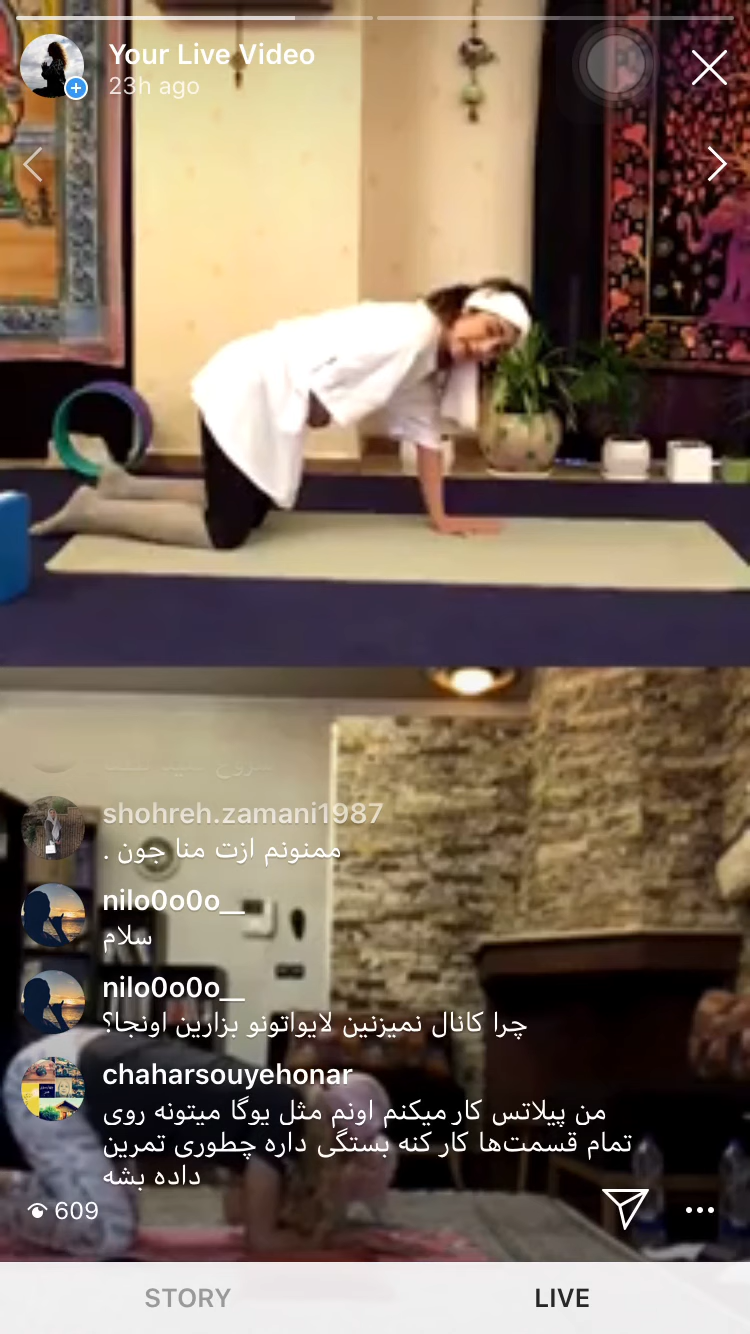 Your Live Video
23h ago
shohreh.zamani1987
ممنونم ازت منا جون .
nilo0o0o__
سلام
nilo0o0o__
چرا کانال نمیزنین لایواتونو بزارین اونجا؟
chaharsouyehonar
من پیلاتس کار میکنم اونم مثل یوگا میتونه روی
تمام قسمت‌ها کار کنه بستگی داره چطوری تمرین
داده بشه
609
STORY
LIVE